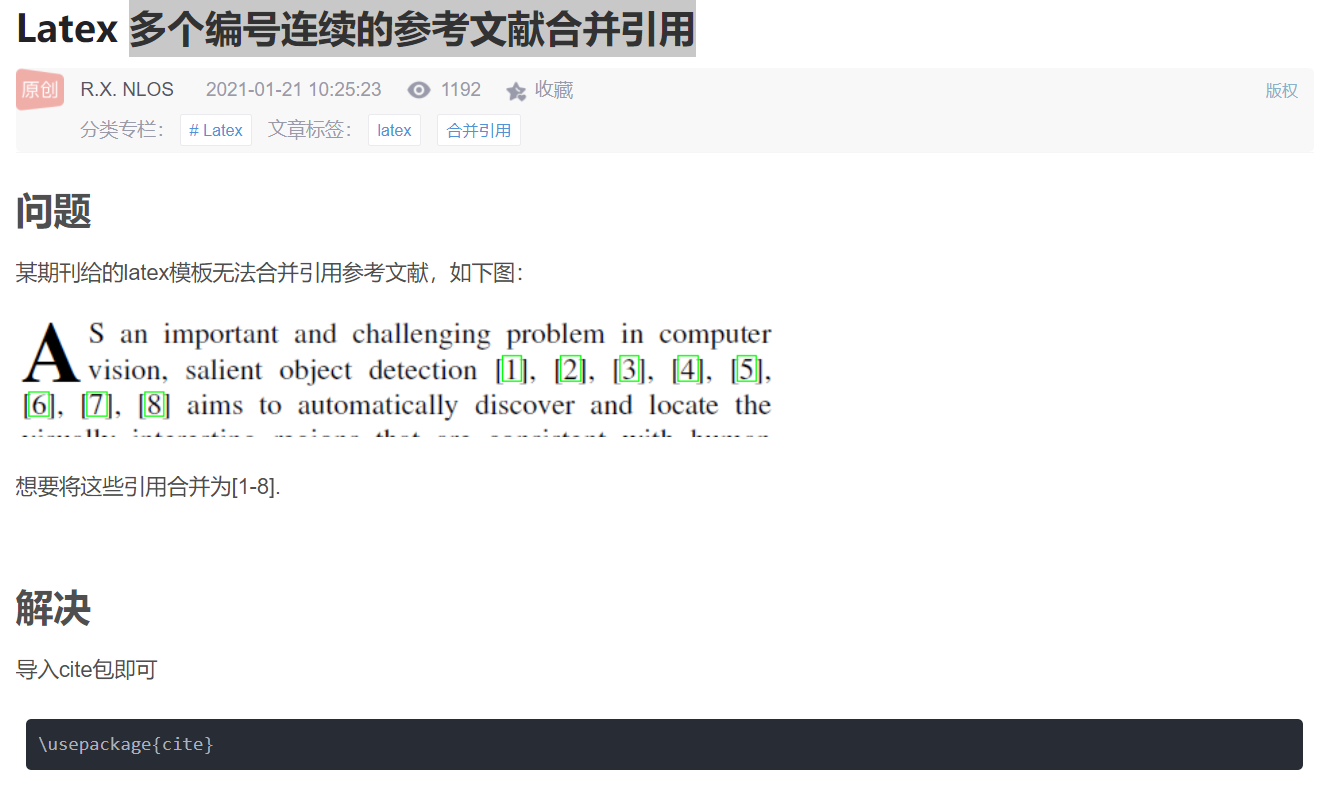 Latex 多个编号连续的参考文献合并引用
原创 R.X. NLOS 2021-01-21 10:25:23 1192 收藏 版权
分类专栏： # Latex 文章标签： latex 合并引用
问题
某期刊给的latex模板无法合并引用参考文献，如下图：
AS an important and challenging problem in computer
vision, salient object detection [1], [2], [3], [4], [5],
[6], [7], [8] aims to automatically discover and locate the
想要将这些引用合并为[1-8].
解决
导入cite包即可
\usepackage{cite}